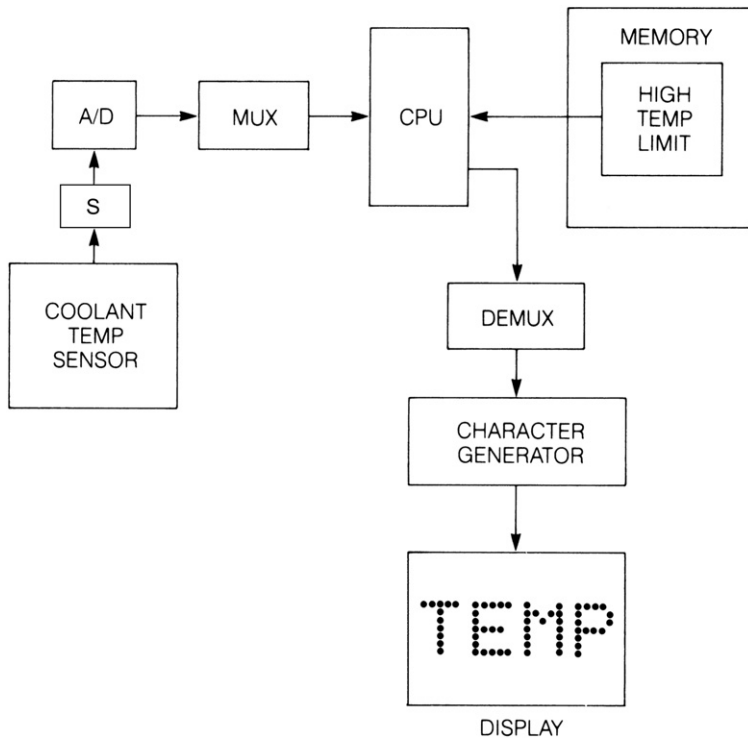 MEMORY
A/D
MUX
CPU
HIGH
TEMP
LIMIT
S
COOLANT
TEMP
SENSOR
DEMUX
CHARACTER
GENERATOR
TEMP
DISPLAY